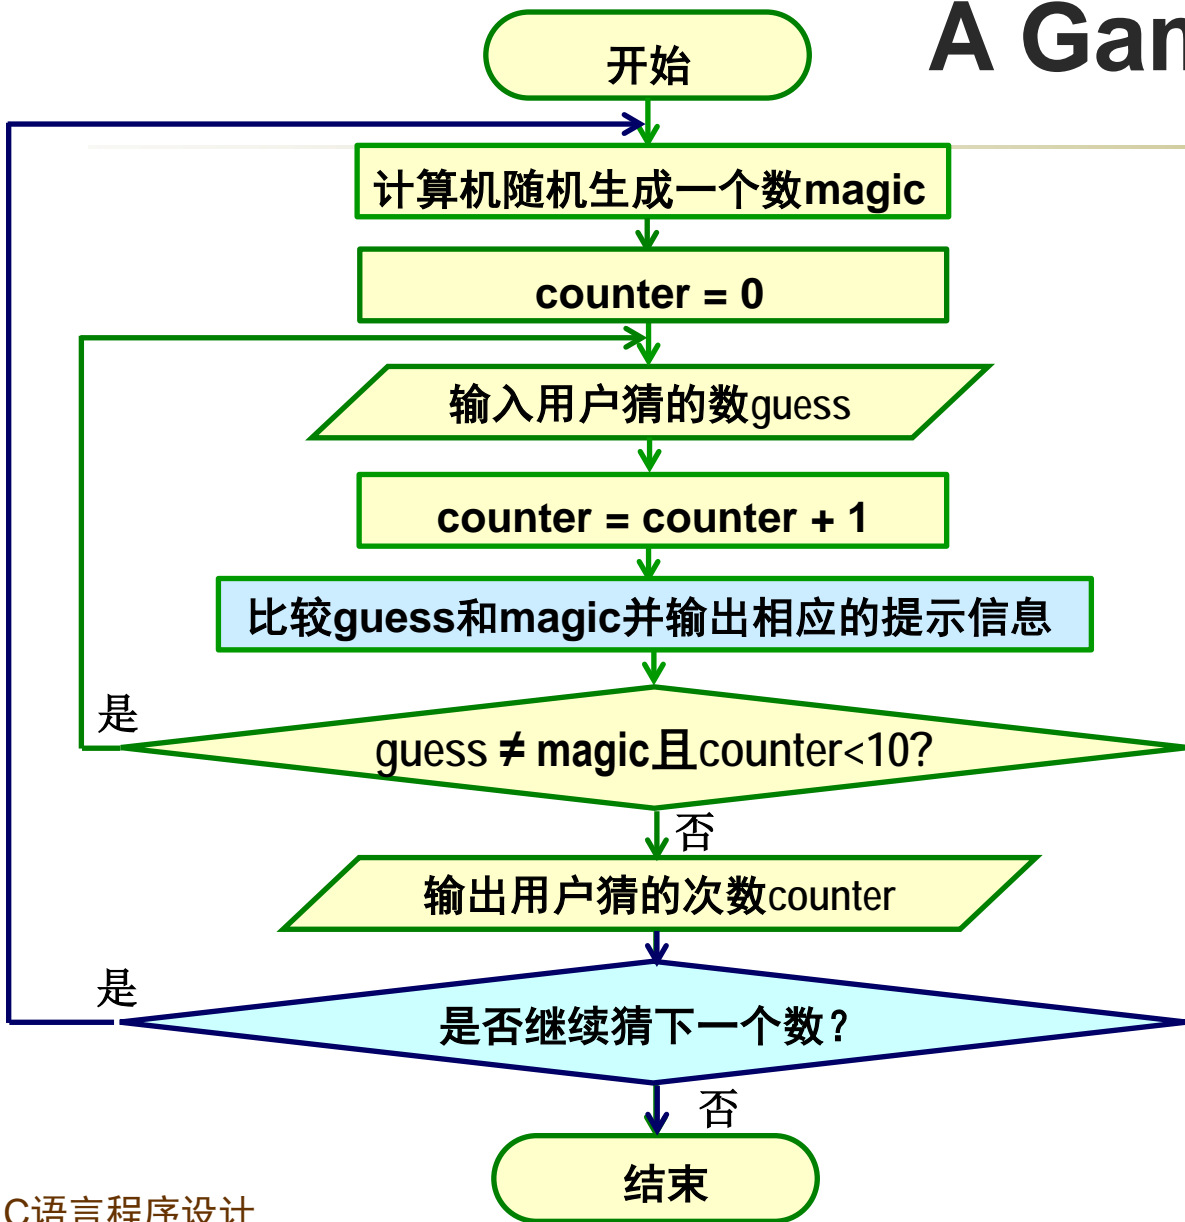 A Gam
开始
计算机随机生成一个数magic
counter = 0
输入用户猜的数guess
counter = counter + 1
比较guess和magic并输出相应的提示信息
是
guess ≠ magic且counter<10?
否
输出用户猜的次数counter
是
是否继续猜下一个数？
否
结束
C语言程序设计